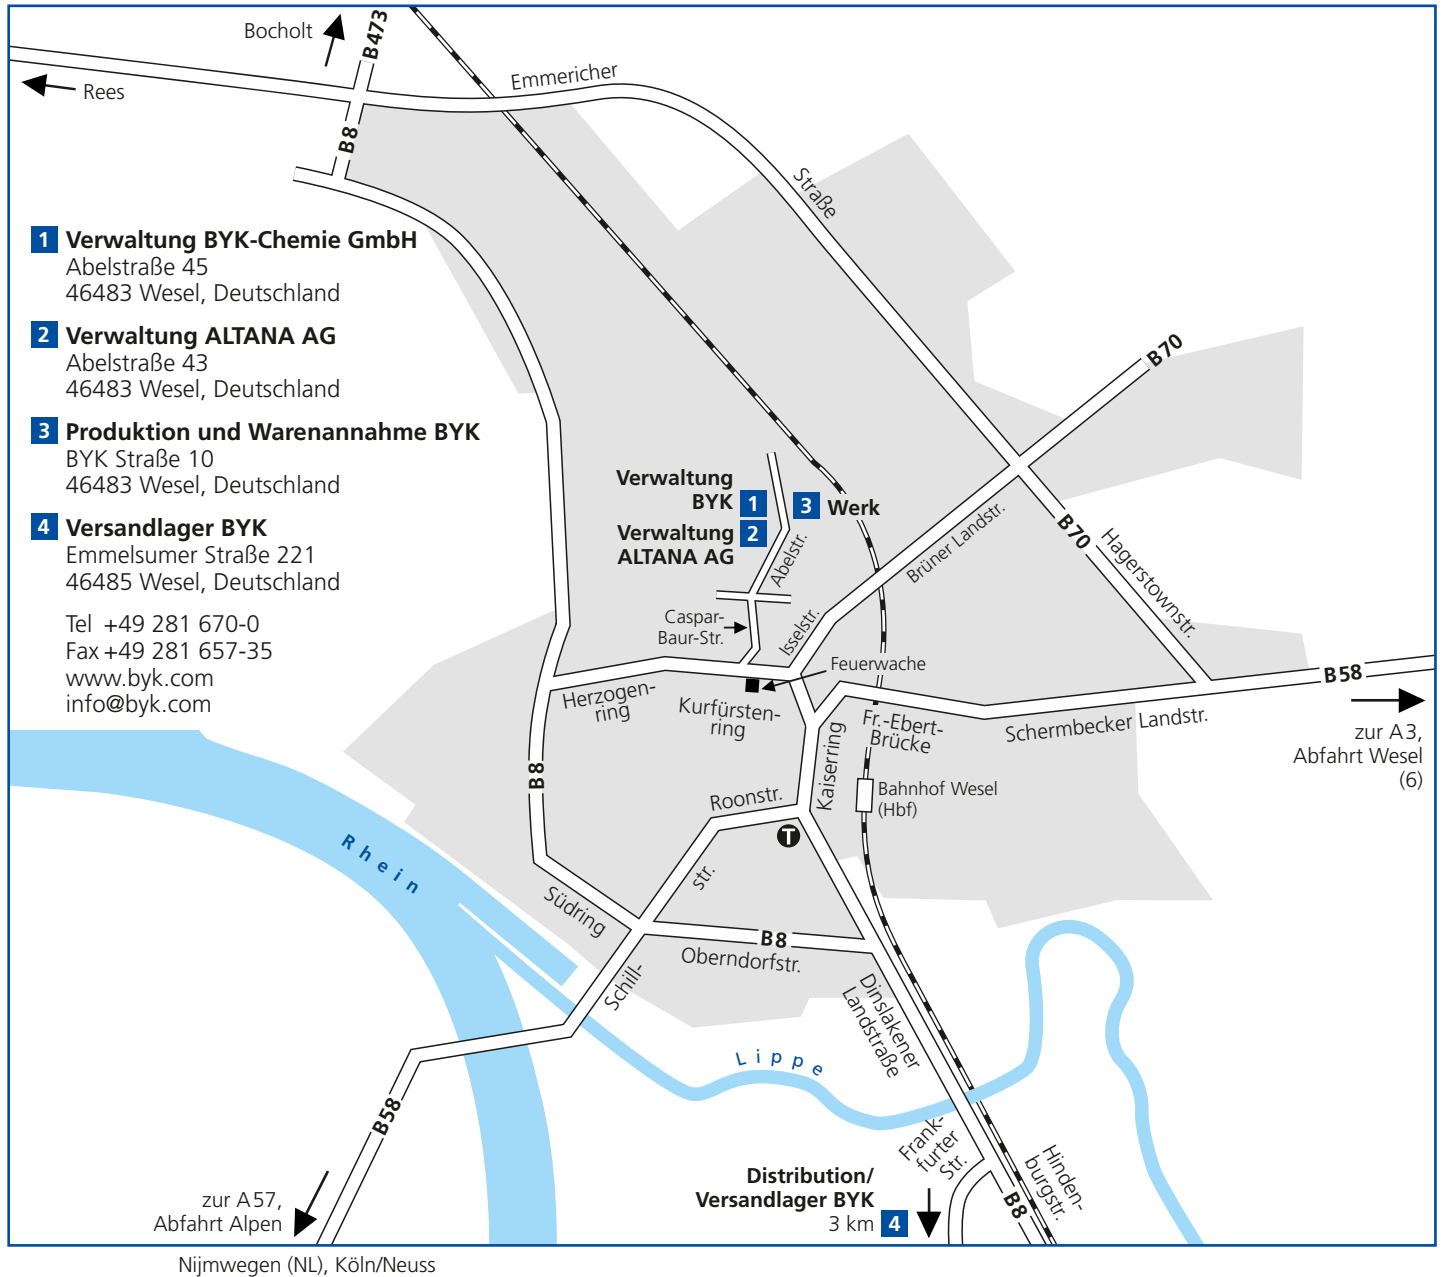 Bocholt
B473
Rees
B8
Emmericher
Straße
1 Verwaltung BYK-Chemie GmbH
Abelstraße 45
46483 Wesel, Deutschland
2 Verwaltung ALTANA AG
Abelstraße 43
46483 Wesel, Deutschland
3 Produktion und Warenannahme BYK
BYK Straße 10
46483 Wesel, Deutschland
4 Versandlager BYK
Emmelsumer Straße 221
46485 Wesel, Deutschland
Tel +49 281 670-0
Fax +49 281 657-35
www.byk.com
info@byk.com
B70
Verwaltung
BYK 1
3 Werk
Verwaltung
ALTANA AG 2
Abelstr.
Brüner Landstr.
B70
Hagerstownstr.
Caspar-
Baur-Str.
Isselstr.
Feuerwache
Herzogen-
ring
Kurfürsten-
ring
Kaiserring
Fr.-Ebert-
Brücke
Schermbecker Landstr.
B58
zur A3,
Abfahrt Wesel
(6)
B8
Roonstr.
T
Bahnhof Wesel
(Hbf)
Rhein
Südring
str.
Schill-
B8
Oberndorfstr.
Dinslakener
Landstraße
Lippe
B58
Frank-
furter
Str.
Hinden-
burgstr.
B8
Distribution/
Versandlager BYK
3 km 4
zur A57,
Abfahrt Alpen
Nijmwegen (NL), Köln/Neuss